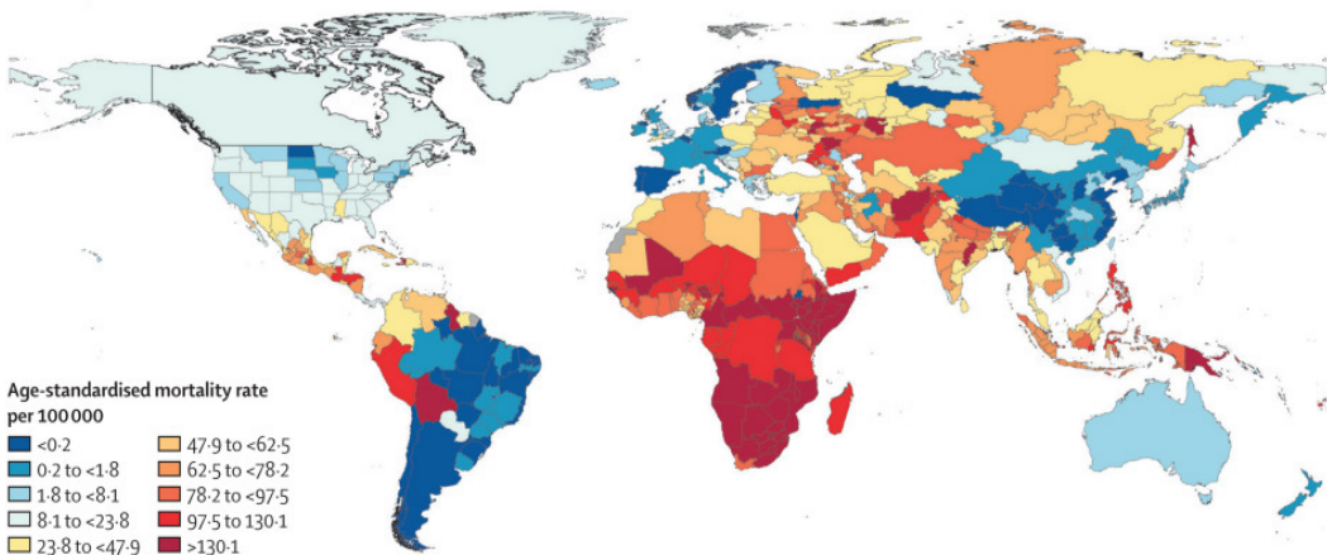 Age-standardised mortality rate
per 100 000
<0·2
0·2 to <1·8
1·8 to <8·1
8·1 to <23·8
23·8 to <47·9
47·9 to <62·5
62·5 to <78·2
78·2 to <97·5
97·5 to 130·1
>130·1